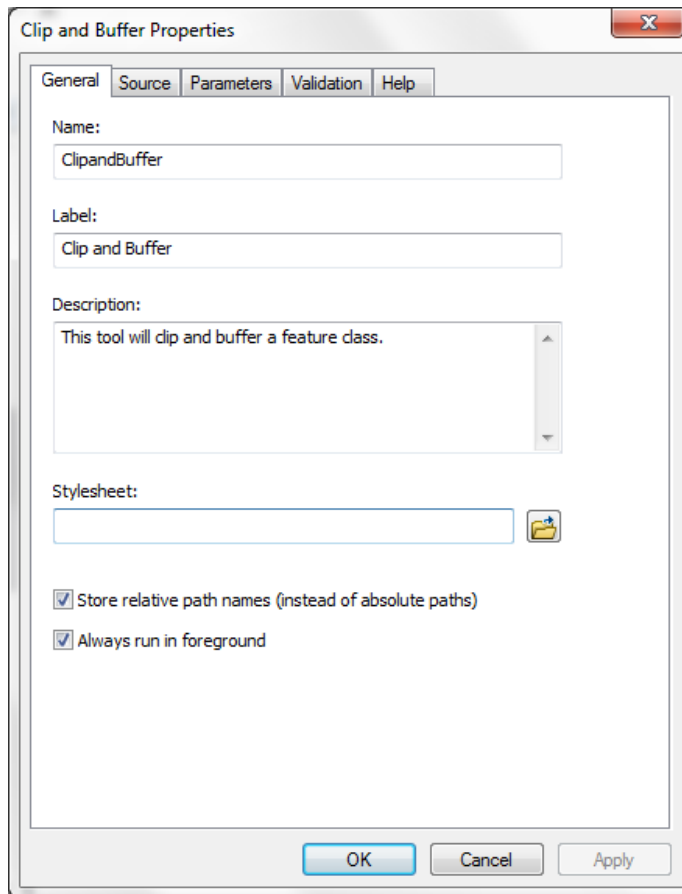 Clip and Buffer Properties
General Source Parameters Validation Help
Name:
ClipandBuffer
Label:
Clip and Buffer
Description:
This tool will clip and buffer a feature class.
Stylesheet:
Store relative path names (instead of absolute paths)
Always run in foreground
OK Cancel Apply